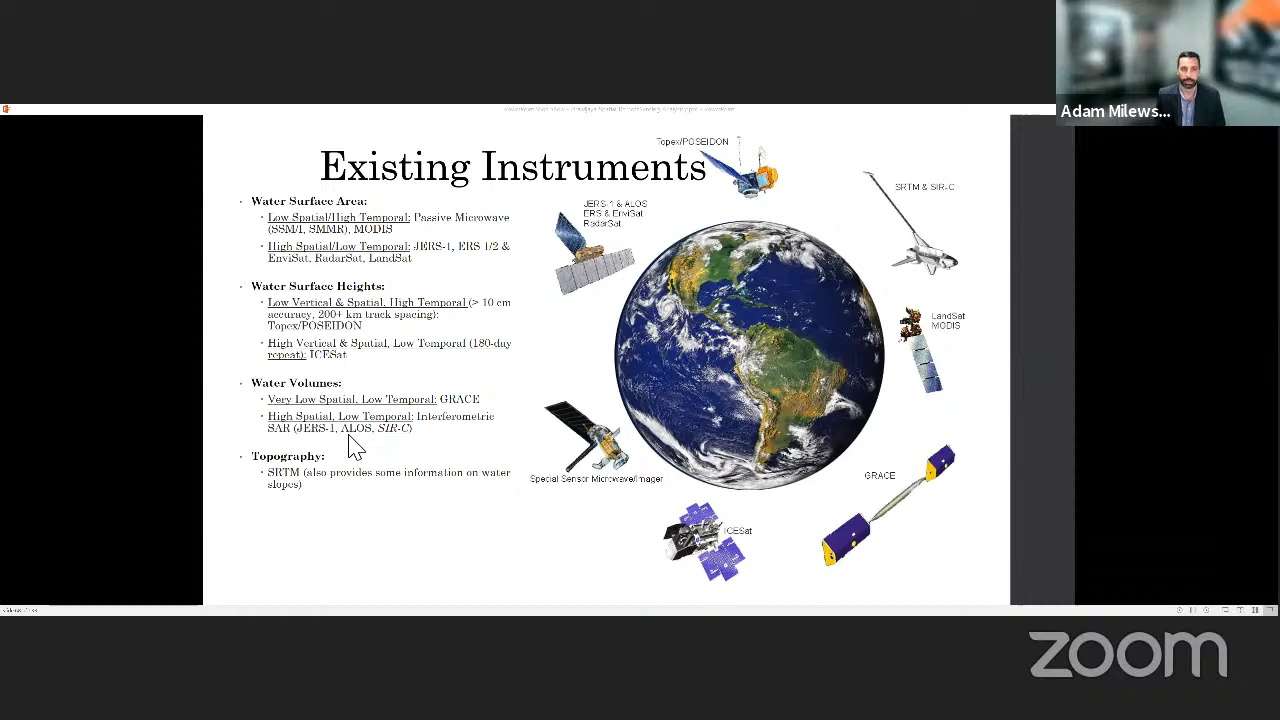 Adam Milews...
Existing Instruments
Water Surface Area:
Low Spatial/High Temporal: Passive Microwave
(SSM/I, SMMR), MODIS
High Spatial/Low Temporal: JERS-1, ERS 1/2 &
EnviSat, RadarSat, LandSat
Water Surface Heights:
Low Vertical & Spatial, High Temporal (> 10 cm
accuracy, 200+ km track spacing):
Topex/POSEIDON
High Vertical & Spatial, Low Temporal (180-day
repeat): ICESat
Water Volumes:
Very Low Spatial, Low Temporal: GRACE
High Spatial, Low Temporal: Interferometric
SAR (JERS-1, ALOS, SIR-C)
Topography:
SRTM (also provides some information on water
slopes)
Topex/POSEIDON
JERS-1 & ALOS
ERS & EnviSat
RadarSat
SRTM & SIR-C
LandSat
MODIS
Special Sensor Microwave/Imager
GRACE
ICESat
zoom